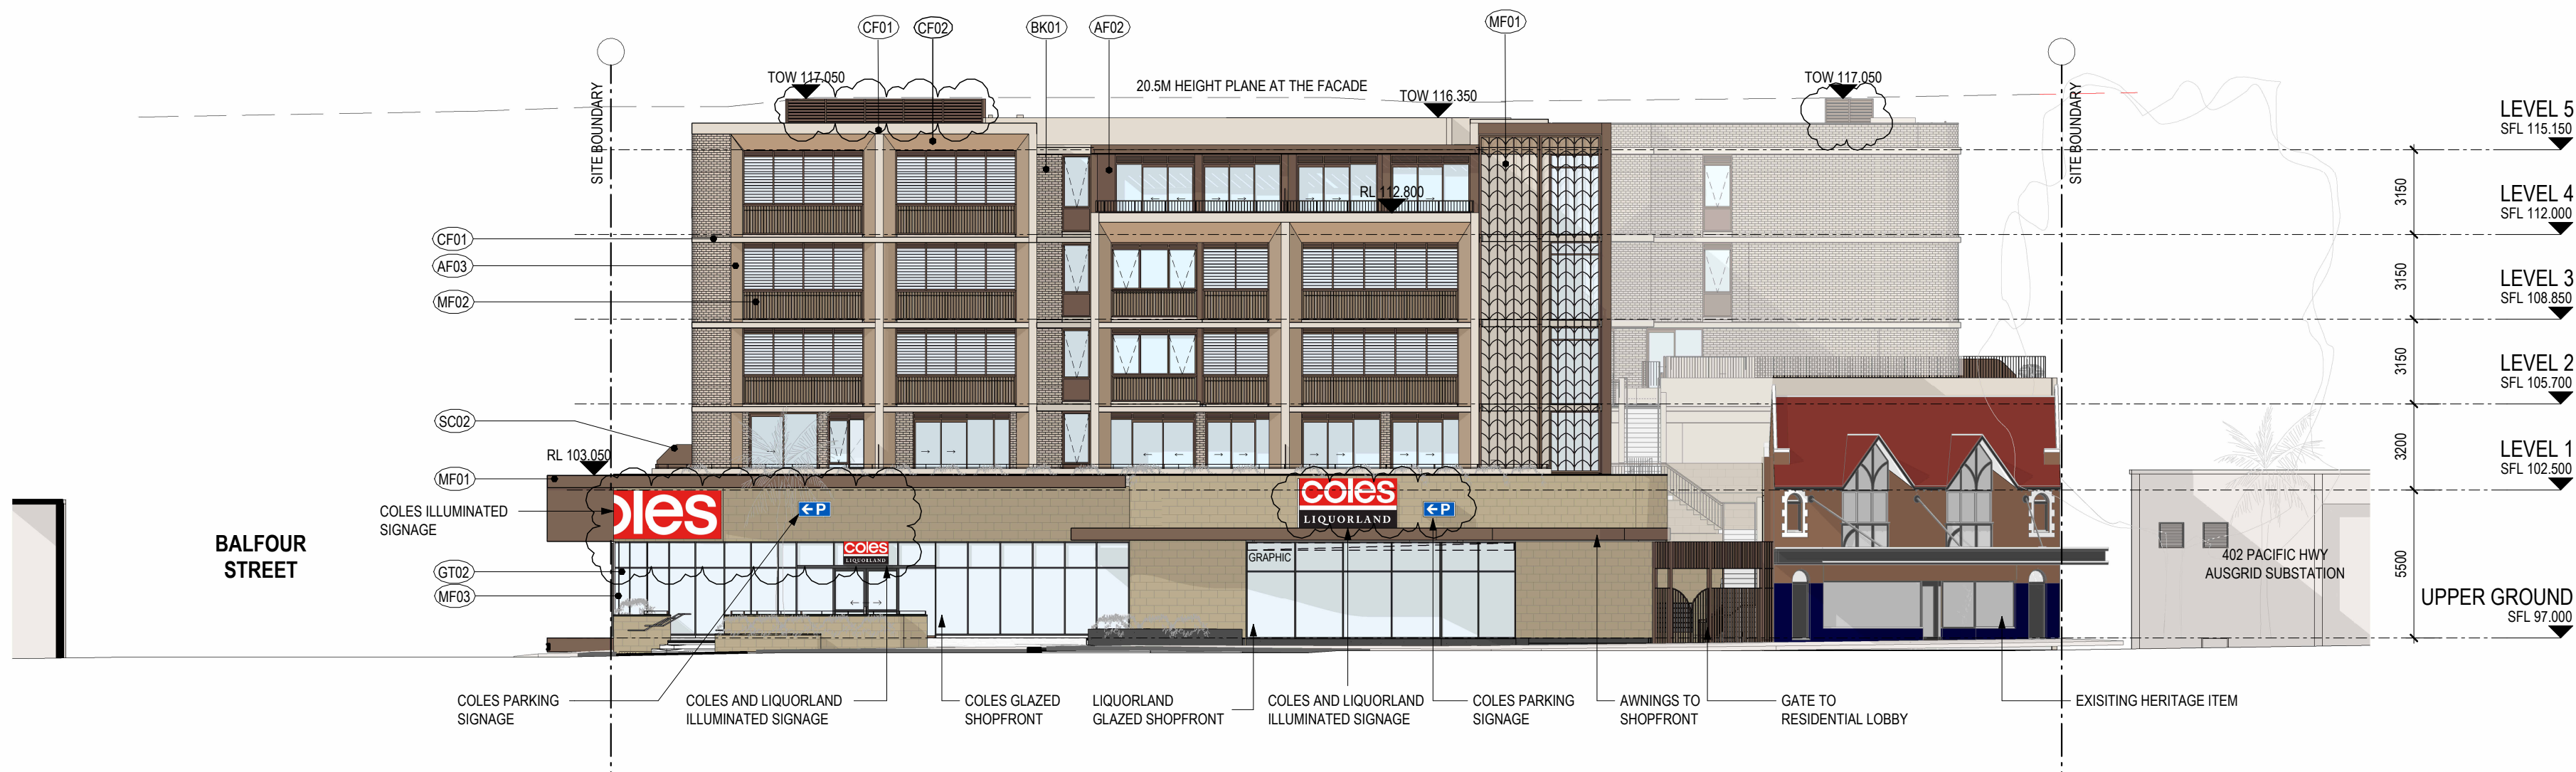 CF01
CF02
BK01
AF02
MF01
SITE BOUNDARY
TOW 117.050
20.5M HEIGHT PLANE AT THE FACADE
TOW 116.350
TOW 117.050
SITE BOUNDARY
LEVEL 5
SFL 115.150
3150
LEVEL 4
SFL 112.000
RL 112.800
CF01
AF03
MF02
3150
LEVEL 3
SFL 108.850
3150
LEVEL 2
SFL 105.700
SC02
RL 103.050
MF01
3200
LEVEL 1
SFL 102.500
COLES ILLUMINATED
SIGNAGE
oles
P
coles
LIQUORLAND
P
BALFOUR
STREET
coles
LIQUORLAND
GRAPHIC
GT02
MF03
402 PACIFIC HWY
AUSGRID SUBSTATION
5500
UPPER GROUND
SFL 97.000
COLES PARKING
SIGNAGE
COLES AND LIQUORLAND
ILLUMINATED SIGNAGE
COLES GLAZED
SHOPFRONT
LIQUORLAND
GLAZED SHOPFRONT
COLES AND LIQUORLAND
ILLUMINATED SIGNAGE
COLES PARKING
SIGNAGE
AWNINGS TO
SHOPFRONT
GATE TO
RESIDENTIAL LOBBY
EXISITING HERITAGE ITEM